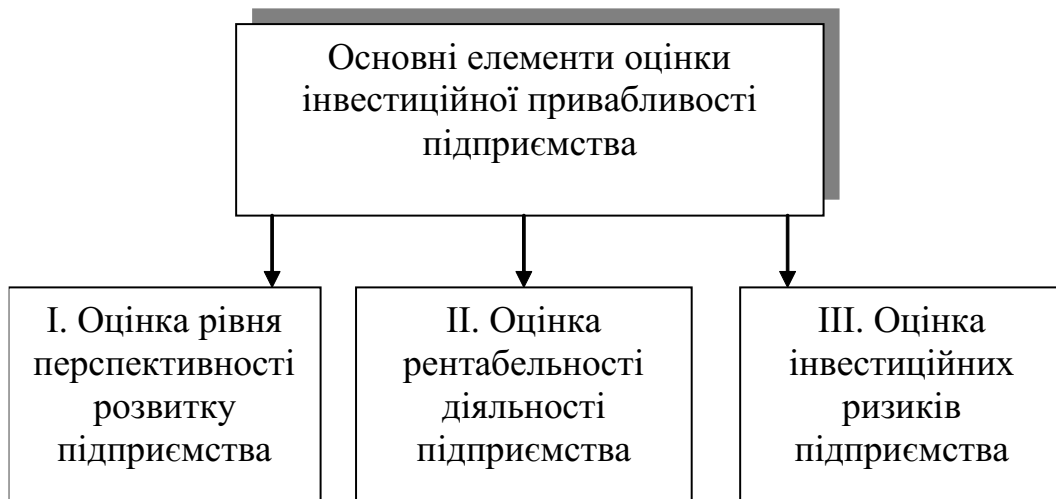 Основні елементи оцінки
інвестиційної привабливості
підприємства
І. Оцінка рівня
перспективності
розвитку
підприємства
ІІ. Оцінка
рентабельності
діяльності
підприємства
ІІІ. Оцінка
інвестиційних
ризиків
підприємства